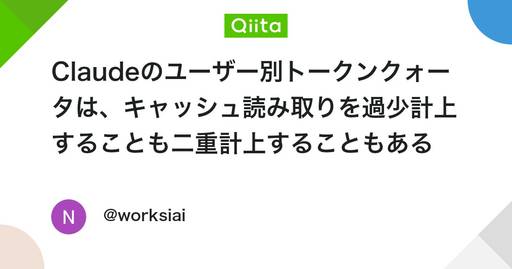 Qiita
Claudeのユーザー別トークンクォー
タは、キャッシュ読み取りを過少計上
することも二重計上することもある
N
@worksiai